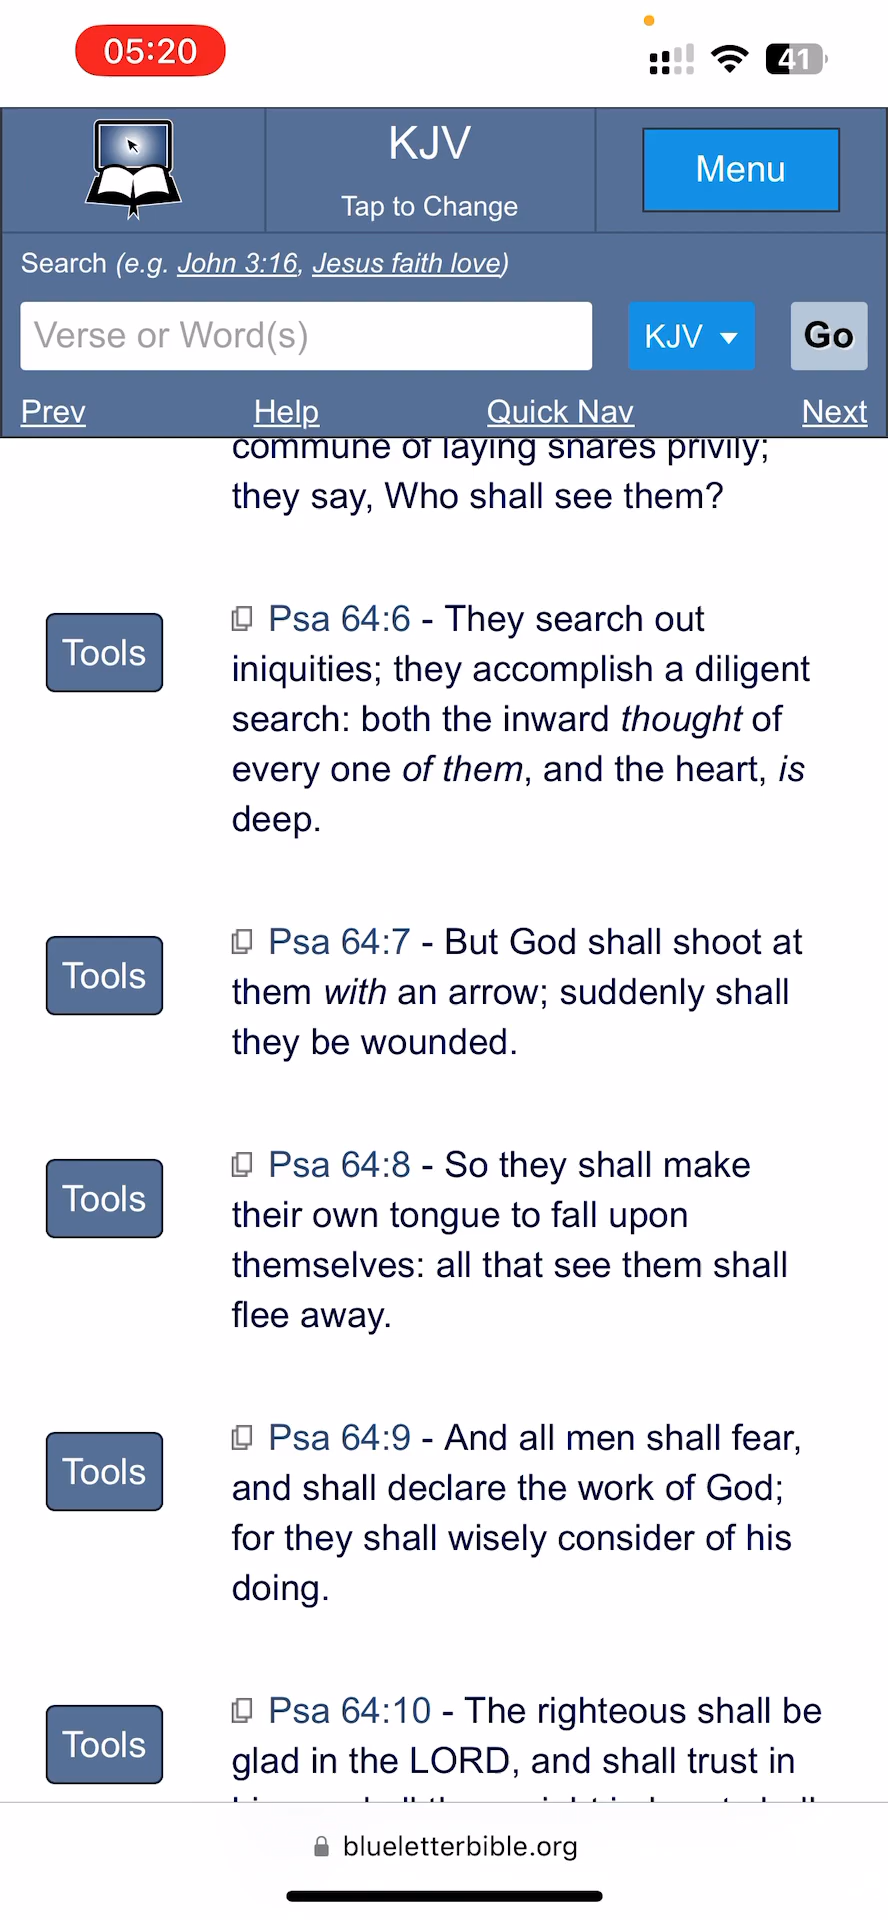 05:20
41
KJV
Tap to Change
Menu
Search (e.g. John 3:16, Jesus faith love)
Verse or Word(s)
KJV
Go
Prev
Help
Quick Nav
Next
commune of laying snares privily;
they say, Who shall see them?
Tools
Psa 64:6 - They search out
iniquities; they accomplish a diligent
search: both the inward thought of
every one of them, and the heart, is
deep.
Tools
Psa 64:7 - But God shall shoot at
them with an arrow; suddenly shall
they be wounded.
Tools
Psa 64:8 - So they shall make
their own tongue to fall upon
themselves: all that see them shall
flee away.
Tools
Psa 64:9 - And all men shall fear,
and shall declare the work of God;
for they shall wisely consider of his
doing.
Tools
Psa 64:10 - The righteous shall be
glad in the LORD, and shall trust in
blueletterbible.org